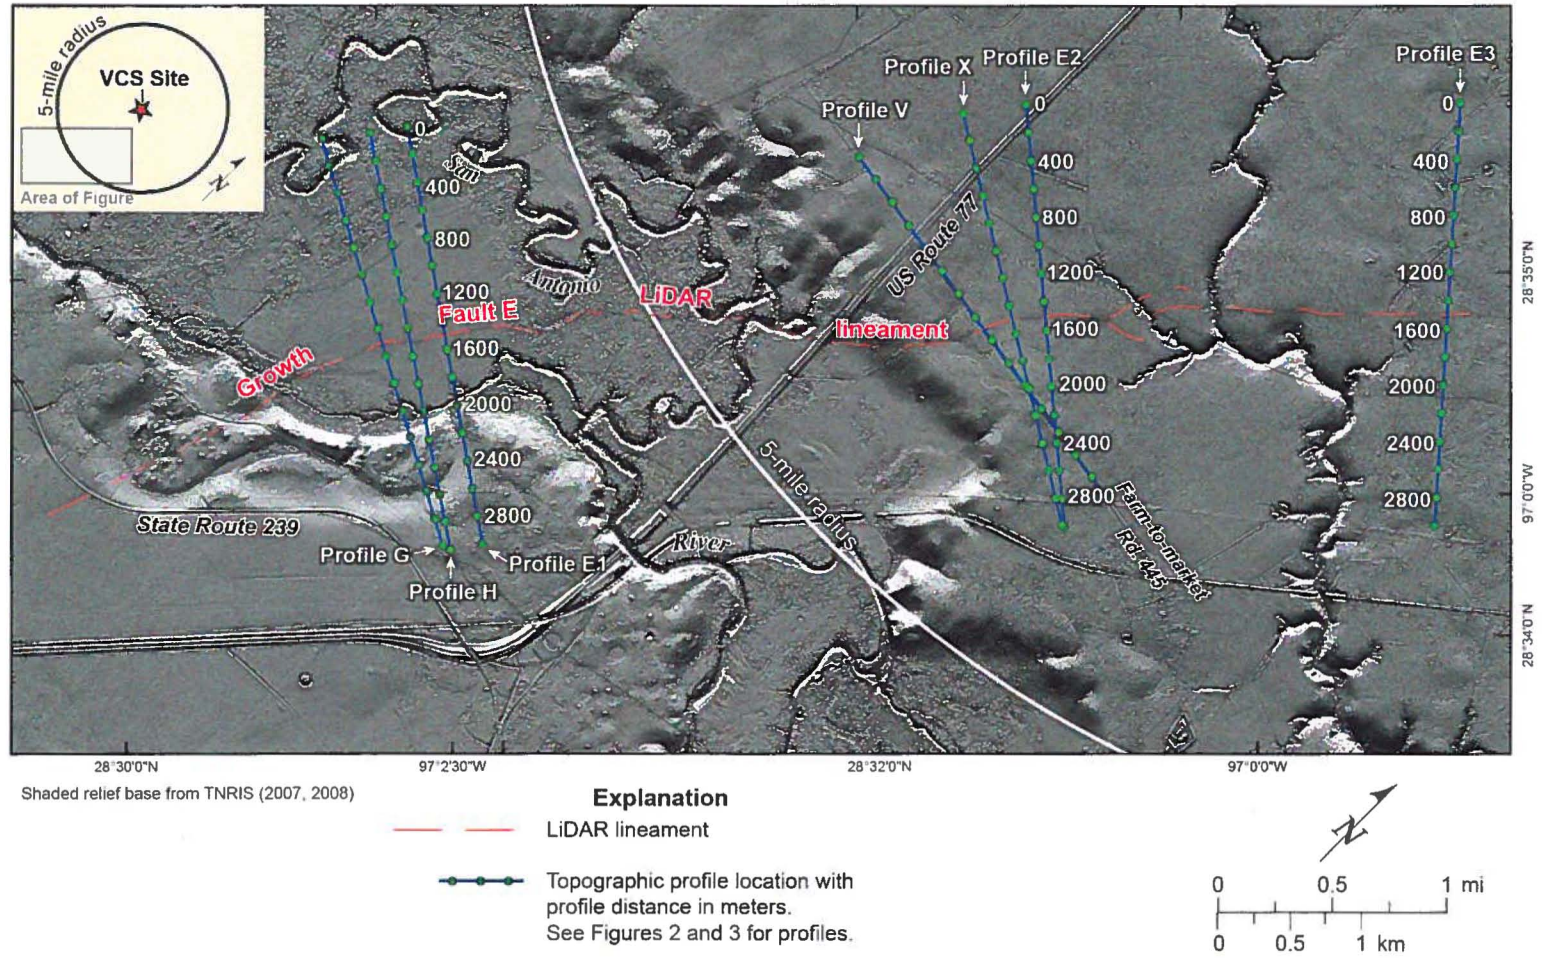 5-mile radius
VCS Site
N
Area of Figure
Profile V
Profile X
Profile E2
Profile E3
0
400
800
1200
1600
2000
2400
2800
0
400
800
1200
1600
2000
2400
2800
0
400
800
1200
1600
2000
2400
2800
San
Antonio
River
Growth
Fault E
LiDAR
lineament
US Route 77
5-mile radius
State Route 239
Farm-to-market
Rd. 445
Profile G
Profile H
Profile E1
28°35'0"N
97°0'0"W
28°34'0"N
28°30'0"N
97°2'30"W
28°32'0"N
97°0'0"W
Shaded relief base from TNRIS (2007, 2008)
Explanation
LiDAR lineament
Topographic profile location with
profile distance in meters.
See Figures 2 and 3 for profiles.
N
0 0.5 1 mi
0 0.5 1 km